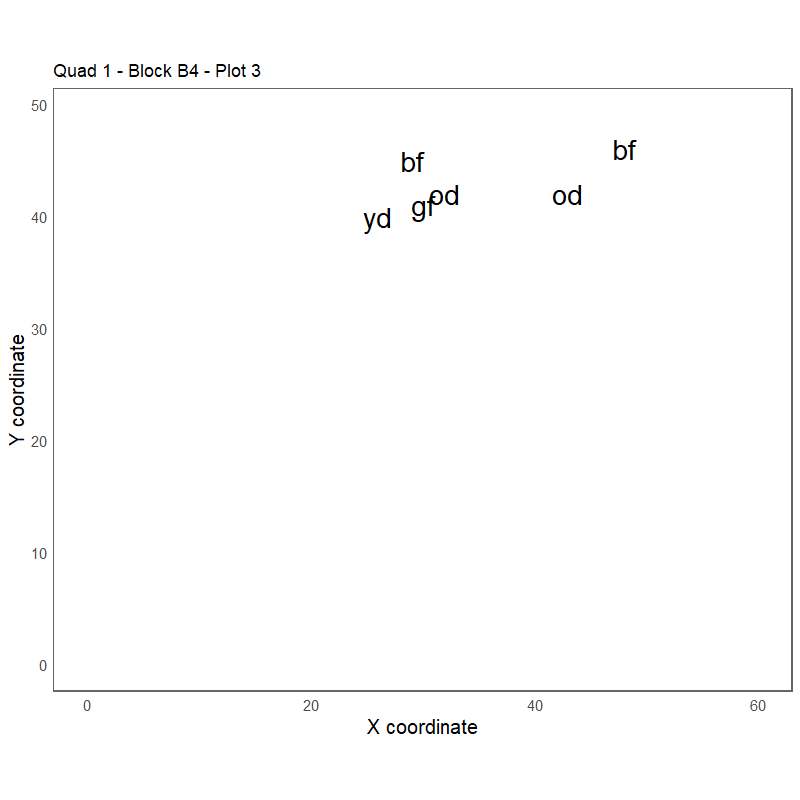 Quad 1 - Block B4 - Plot 3
50
bf
bf
od
od
gf
yd
40
30
Y coordinate
20
10
0
0 20 40 60
X coordinate